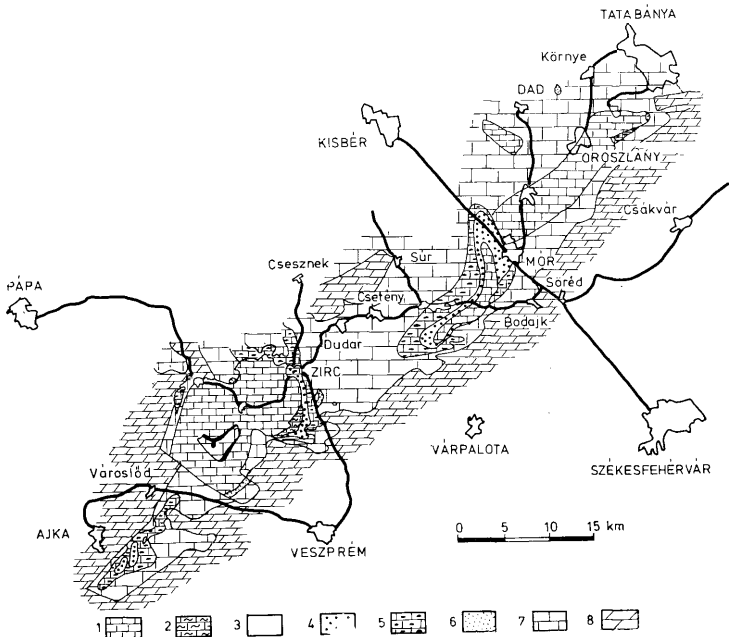 TATABÁNYA
Környe
DAD
KISBÉR
OROSZLÁNY
Csákvár
Súr
MÓR
Csesznek
Söréd
PÁPA
Csetény
Bodajk
Dudar
ZIRC
VÁRPALOTA
Városlőd
SZÉKESFEHÉRVÁR
AJKA
VESZPRÉM
0 5 10 15 km
1 2 3 4 5 6 7 8